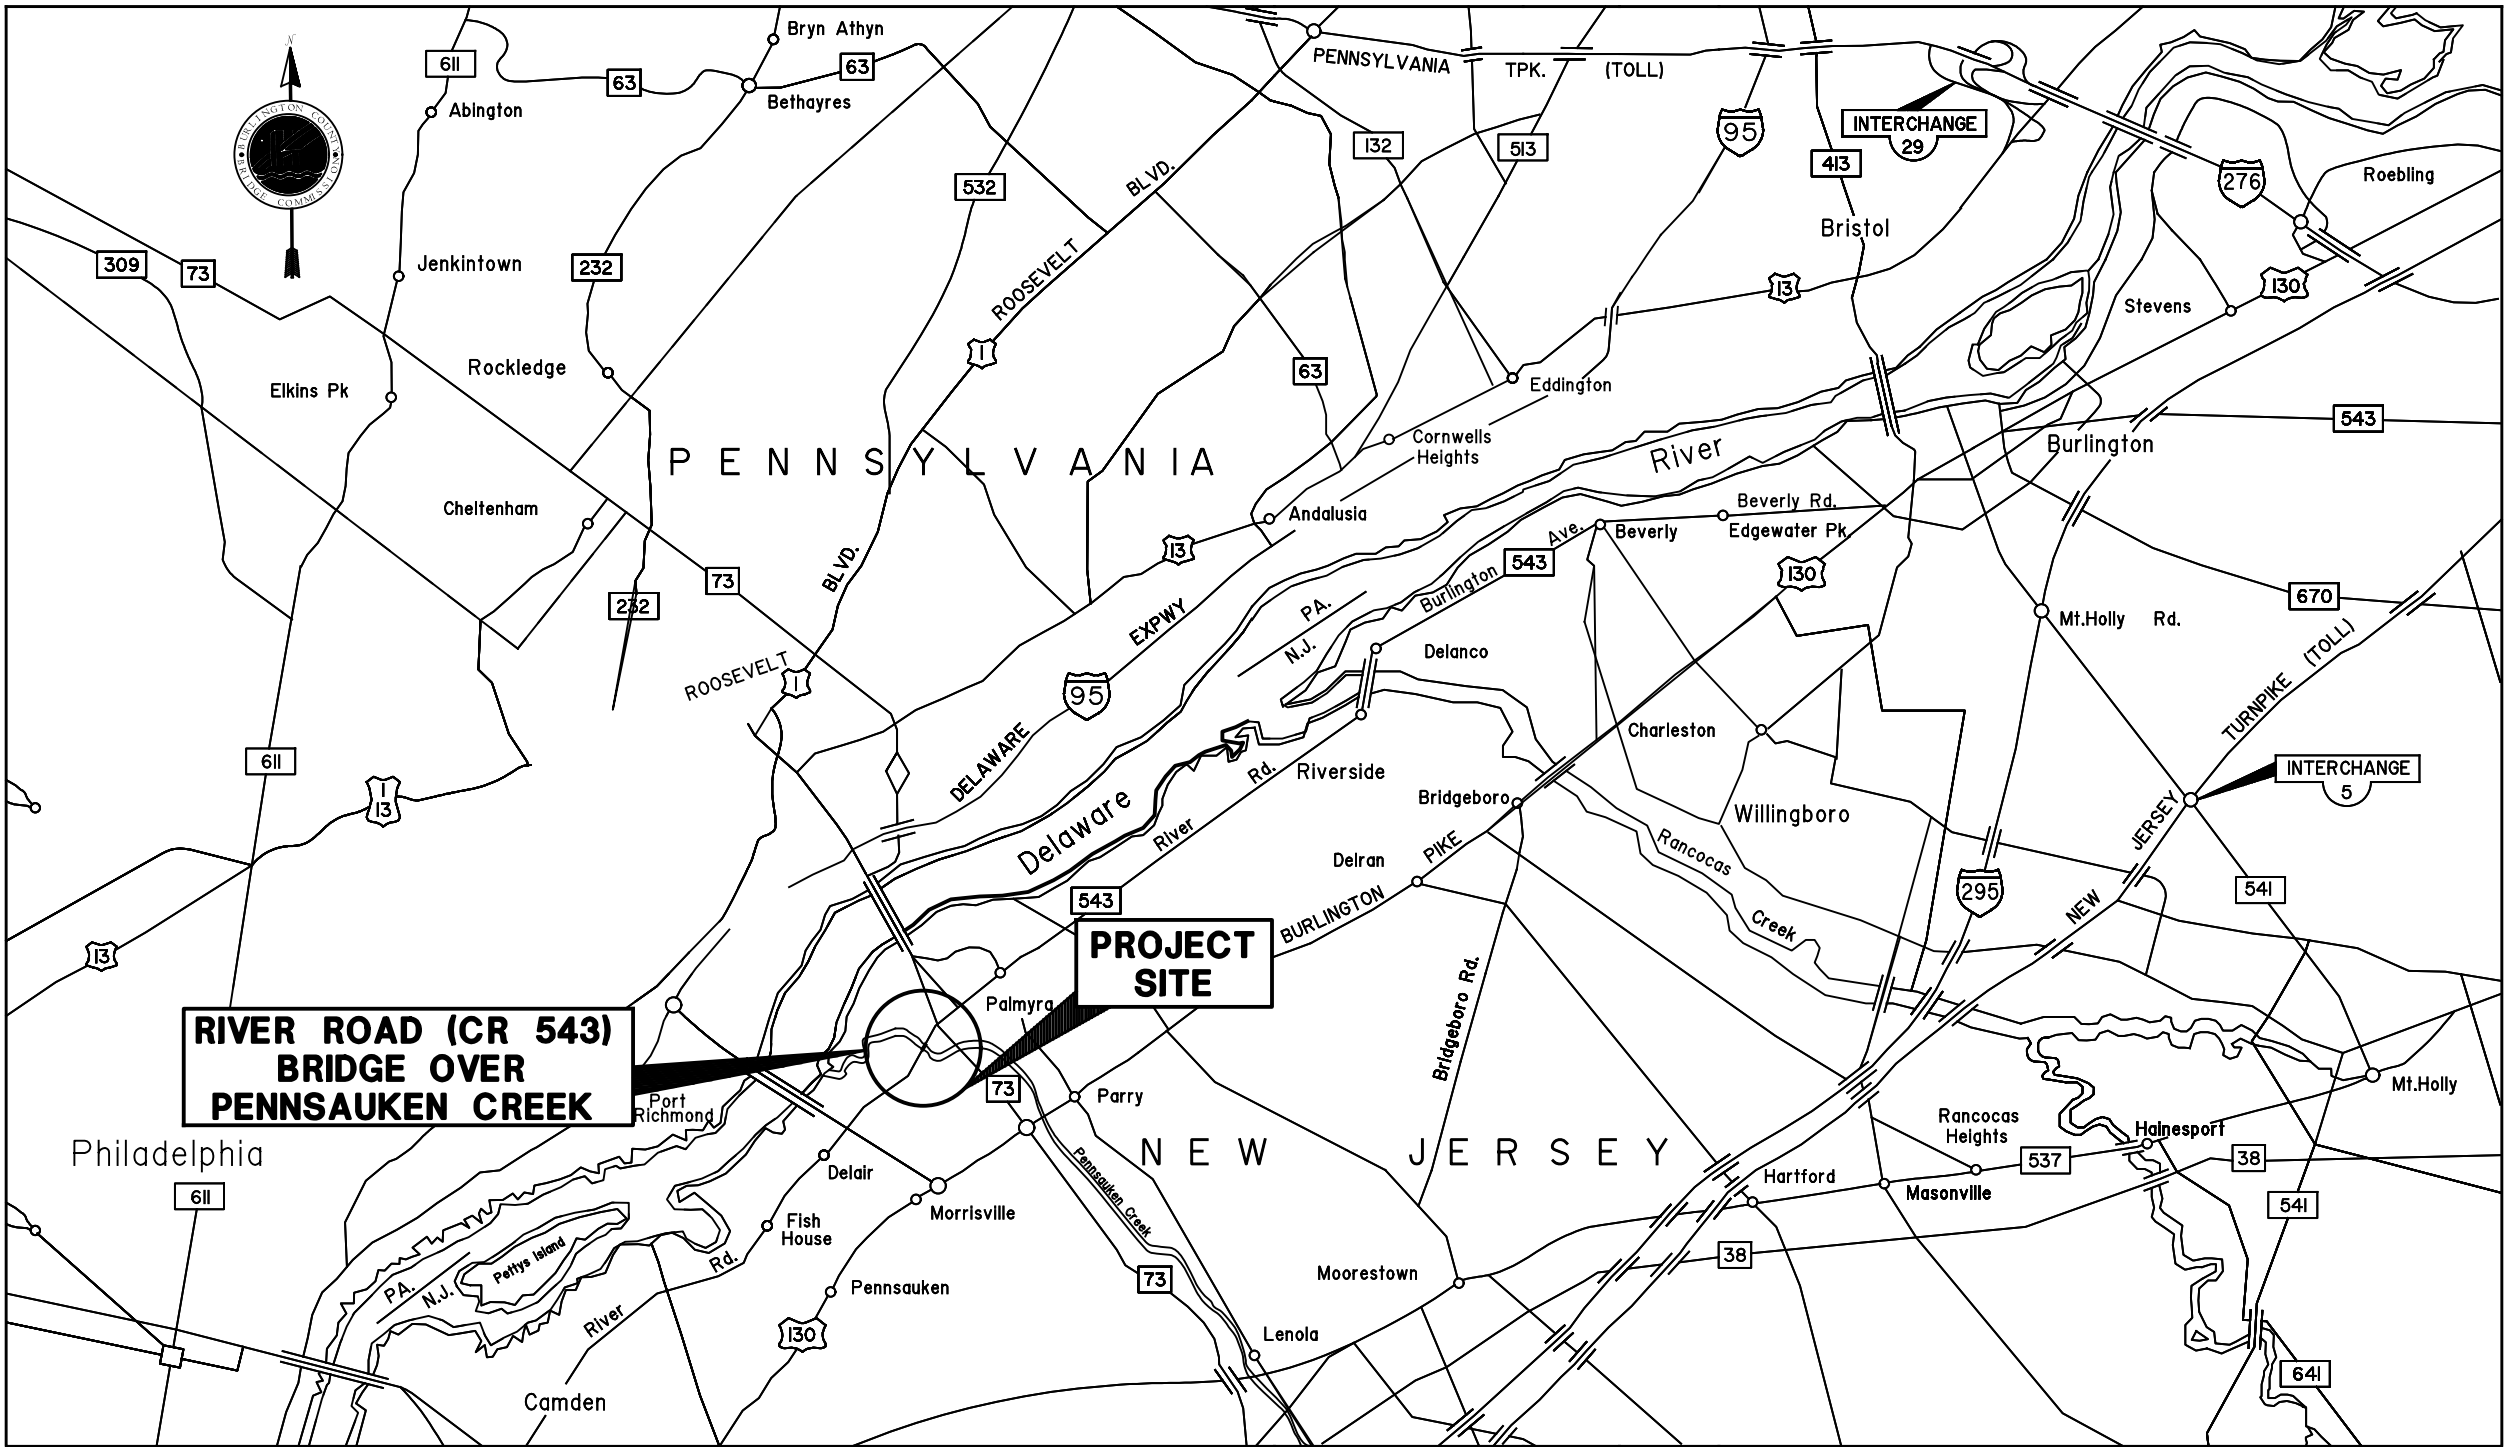 Bryn Athyn
611
63
63
Bethayres
Abington
N
BURLINGTON COUNTY
BRIDGE COMMISSION
PENNSYLVANIA TPK. (TOLL)
95
INTERCHANGE
29
132
513
413
276
Roebling
532
BLVD.
Bristol
309
73
Jenkintown
232
ROOSEVELT
13
130
Stevens
1
Rockledge
Elkins Pk
63
Eddington
543
Cornwells
Heights
River
Burlington
PENNSYLVANIA
Cheltenham
Andalusia
Beverly Rd.
Ave.
Beverly
Edgewater Pk.
13
543
BLVD.
73
130
Burlington
232
670
EXPWY
PA.
N.J.
Mt.Holly Rd.
(TOLL)
Delanco
ROOSEVELT
1
95
TURNPIKE
Charleston
DELAWARE
611
Rd.
Riverside
INTERCHANGE
5
1
13
Bridgeboro
Delaware
Willingboro
River
JERSEY
PIKE
Rancocas
Delran
543
295
541
BURLINGTON
NEW
Creek
13
PROJECT
SITE
Bridgeboro Rd.
Palmyra
RIVER ROAD (CR 543)
BRIDGE OVER
PENNSAUKEN CREEK
73
Parry
Port
Richmond
Mt.Holly
Rancocas
Heights
Hainesport
Philadelphia
NEW JERSEY
Pennsauken Creek
537
38
Delair
Hartford
Masonville
611
Morrisville
541
Fish
House
Pettys Island
Rd.
38
PA.
N.J.
Moorestown
73
Pennsauken
River
130
Lenola
641
Camden